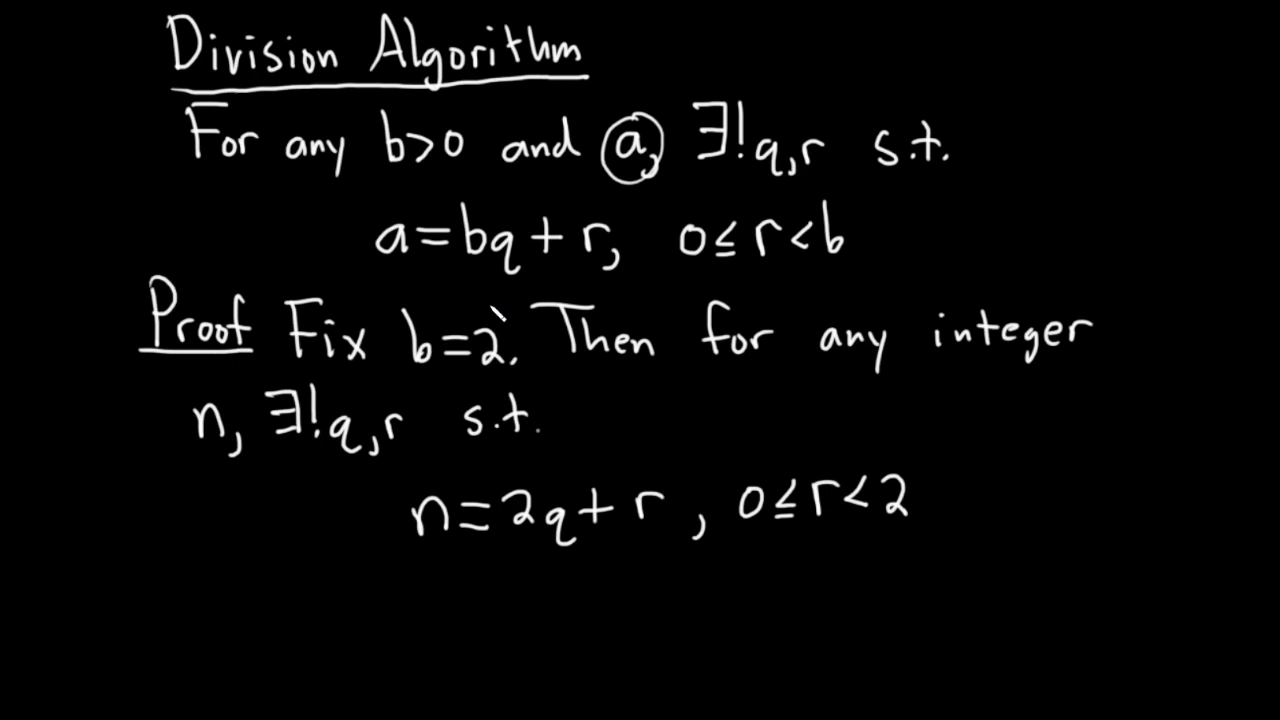 Division Algorithm
For any b>0 and a, ∃! q,r s.t.
a=bq+r, 0≤r<b
Proof Fix b=2. Then for any integer
n, ∃! q,r s.t.
n=2q+r, 0≤r<2